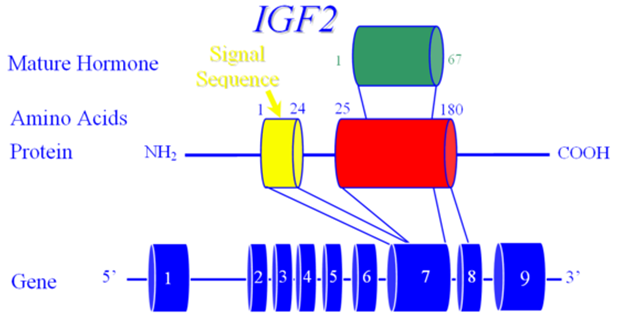 IGF2
Signal
Sequence
Mature Hormone
1
67
Amino Acids
1 24 25 180
Protein
NH2
COOH
Gene
5’
1 2 3 4 5 6 7 8 9
3’